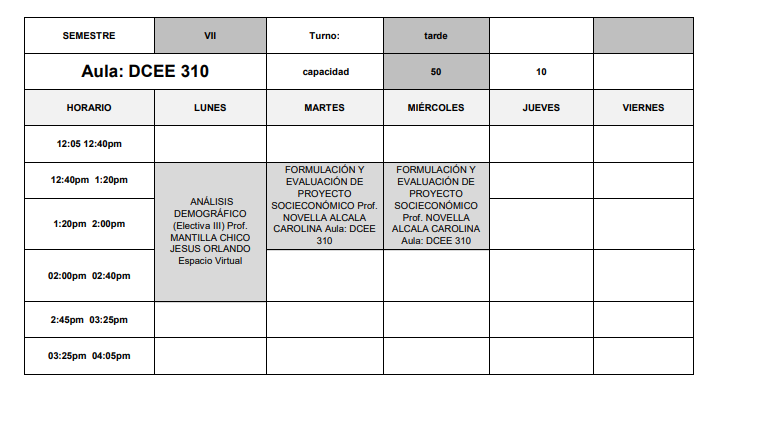 SEMESTRE VII Turno: tarde
Aula: DCEE 310 capacidad 50 10
HORARIO LUNES MARTES MIÉRCOLES JUEVES VIERNES
12:05 12:40pm
12:40pm 1:20pm
1:20pm 2:00pm
02:00pm 02:40pm
2:45pm 03:25pm
03:25pm 04:05pm
ANÁLISIS
DEMOGRÁFICO
(Electiva III) Prof.
MANTILLA CHICO
JESUS ORLANDO
Espacio Virtual
FORMULACIÓN Y
EVALUACIÓN DE
PROYECTO
SOCIECONÓMICO Prof.
NOVELLA ALCALA
CAROLINA Aula: DCEE
310
FORMULACIÓN Y
EVALUACIÓN DE
PROYECTO
SOCIECONÓMICO
Prof. NOVELLA
ALCALA CAROLINA
Aula: DCEE 310